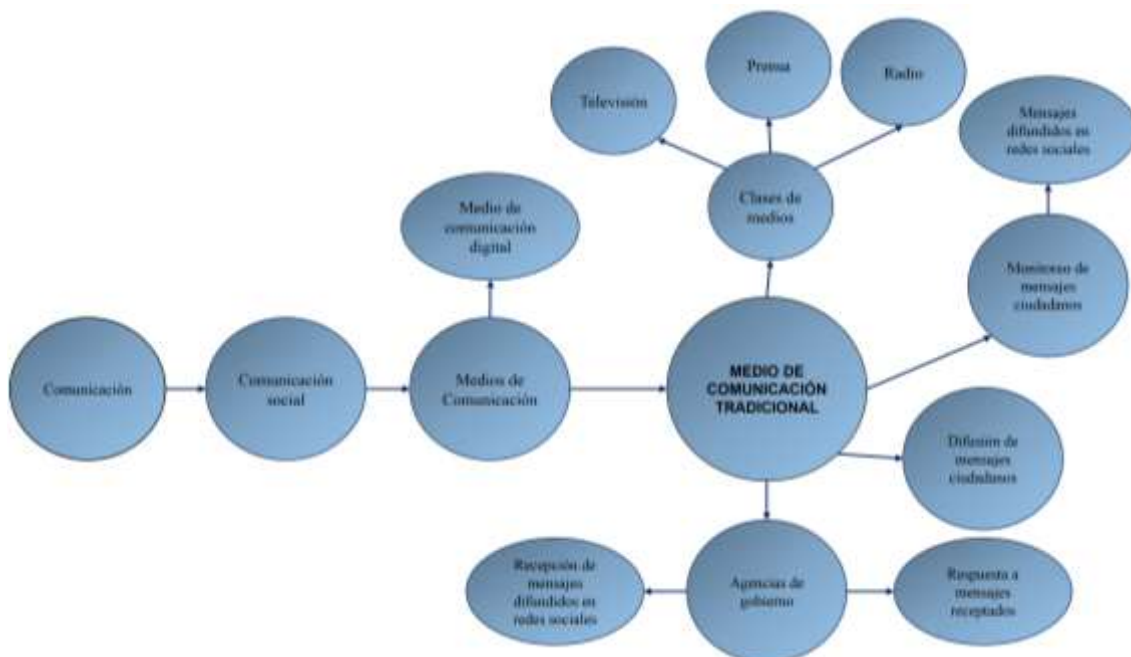 Prensa
Radio
Televisión
Mensajes
difundidos en
redes sociales
Clases de
medios
Medio de
comunicación
digital
Monitoreo de
mensajes
ciudadanos
Comunicación
Comunicación
social
Medios de
Comunicación
MEDIO DE
COMUNICACIÓN
TRADICIONAL
Difusión de
mensajes
ciudadanos
Recepción de
mensajes
difundidos en
redes sociales
Agencias de
gobierno
Respuesta a
mensajes
receptados